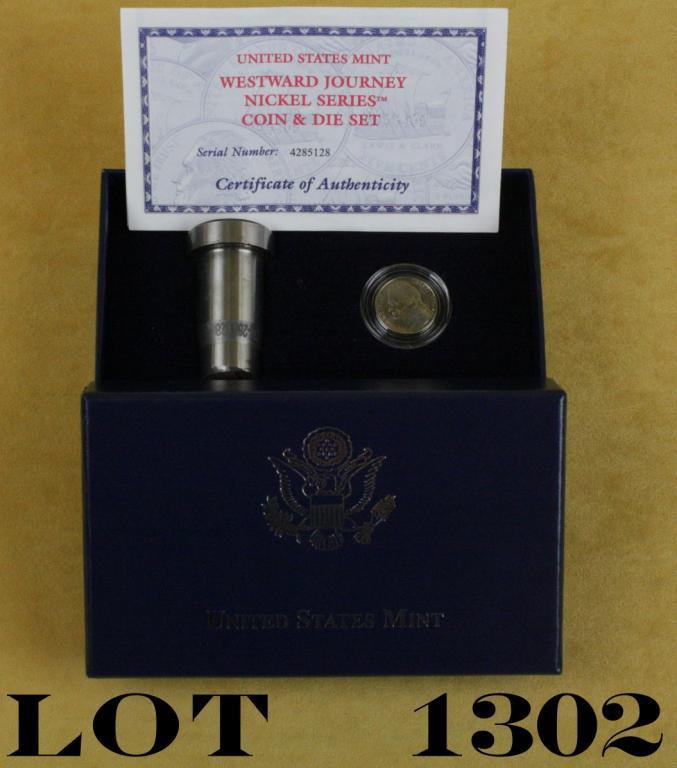 UNITED STATES MINT
WESTWARD JOURNEY
NICKEL SERIES™
COIN & DIE SET
Serial Number: 4285128
Certificate of Authenticity
UNITED STATES MINT
LOT 1302